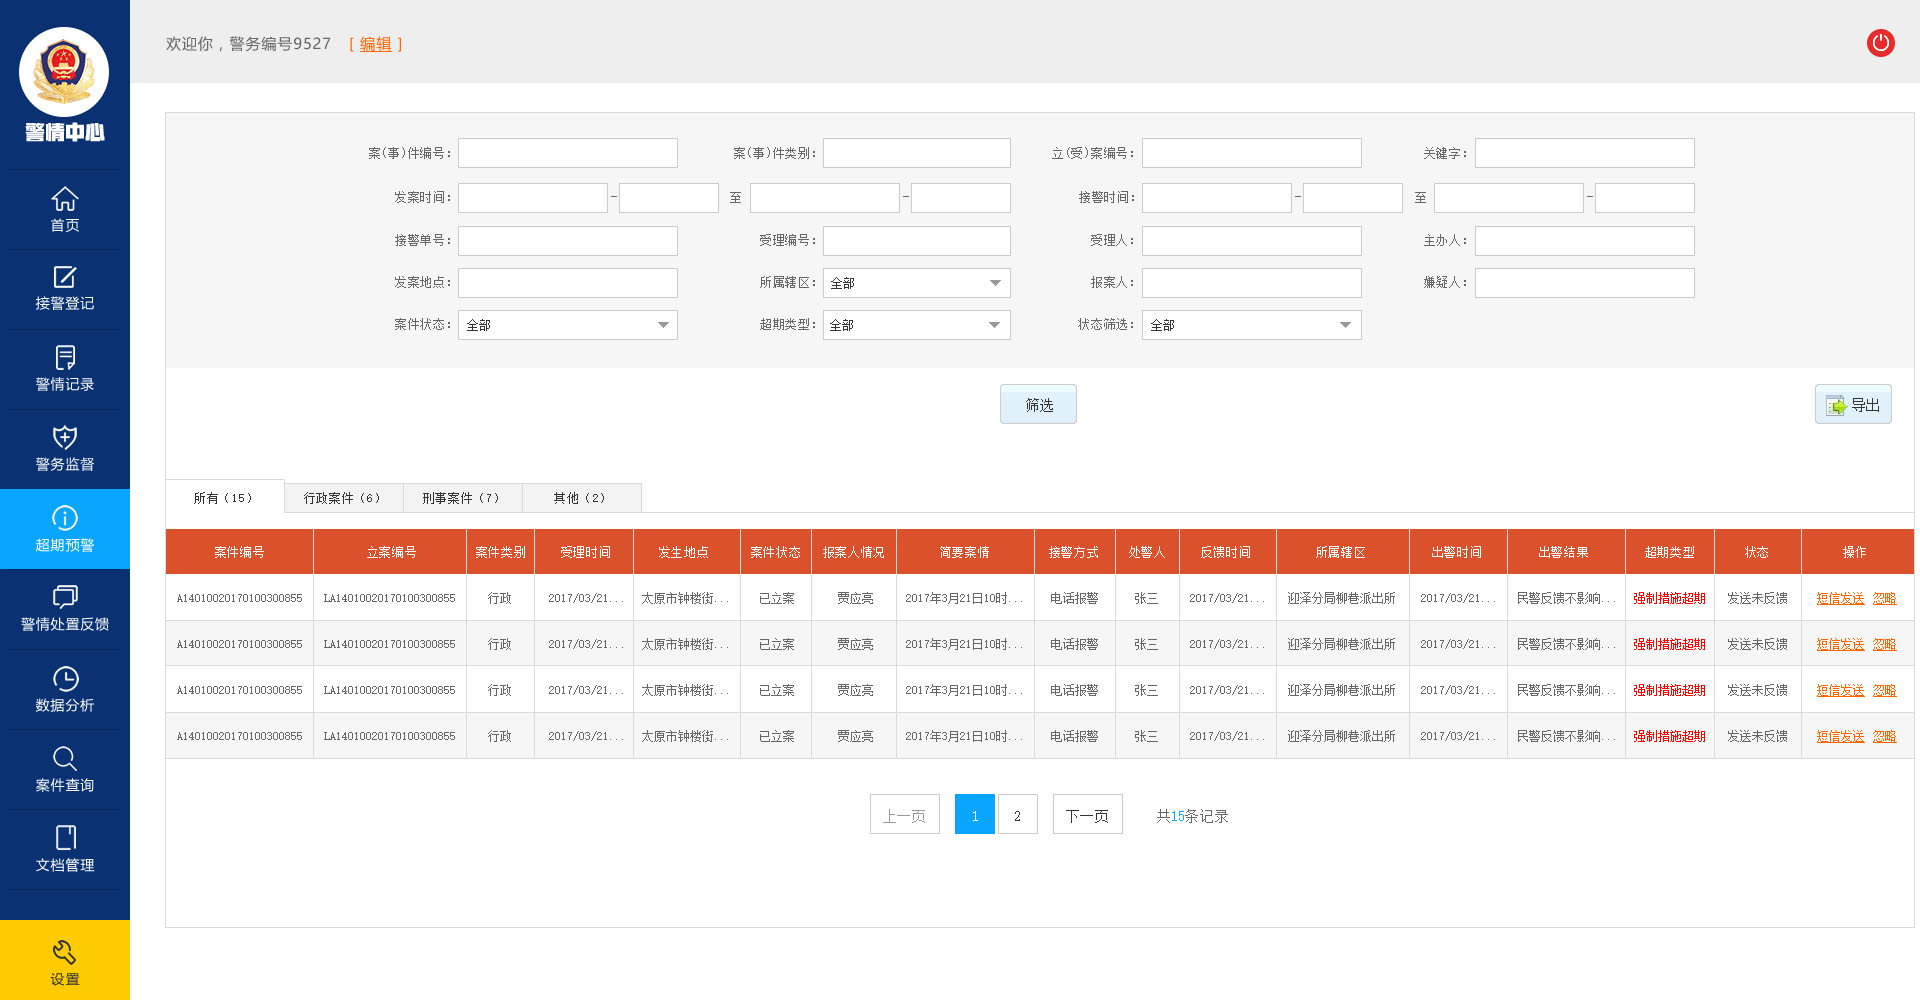 欢迎你，警务编号9527 [ 编辑 ]
警情中心
首页
接警登记
警情记录
警务监督
超期预警
警情处置反馈
数据分析
案件查询
文档管理
设置
案(事)件编号： 案(事)件类别： 立(受)案编号： 关键字：
发案时间： - 至 - 接警时间： - 至 -
接警单号： 受理编号： 受理人： 主办人：
发案地点： 所属辖区： 全部 报案人： 嫌疑人：
案件状态： 全部 超期类型： 全部 状态筛选： 全部
筛选 导出
所有（15） 行政案件（6） 刑事案件（7） 其他（2）
案件编号 立案编号 案件类别 受理时间 发生地点 案件状态 报案人情况 简要案情 接警方式 处警人 反馈时间 所属辖区 出警时间 出警结果 超期类型 状态 操作
A14010020170100300855 LA14010020170100300855 行政 2017/03/21... 太原市钟楼街... 已立案 贾应亮 2017年3月21日10时... 电话报警 张三 2017/03/21... 迎泽分局柳巷派出所 2017/03/21... 民警反馈不影响... 强制措施超期 发送未反馈 短信发送 忽略
A14010020170100300855 LA14010020170100300855 行政 2017/03/21... 太原市钟楼街... 已立案 贾应亮 2017年3月21日10时... 电话报警 张三 2017/03/21... 迎泽分局柳巷派出所 2017/03/21... 民警反馈不影响... 强制措施超期 发送未反馈 短信发送 忽略
A14010020170100300855 LA14010020170100300855 行政 2017/03/21... 太原市钟楼街... 已立案 贾应亮 2017年3月21日10时... 电话报警 张三 2017/03/21... 迎泽分局柳巷派出所 2017/03/21... 民警反馈不影响... 强制措施超期 发送未反馈 短信发送 忽略
A14010020170100300855 LA14010020170100300855 行政 2017/03/21... 太原市钟楼街... 已立案 贾应亮 2017年3月21日10时... 电话报警 张三 2017/03/21... 迎泽分局柳巷派出所 2017/03/21... 民警反馈不影响... 强制措施超期 发送未反馈 短信发送 忽略
上一页 1 2 下一页 共15条记录